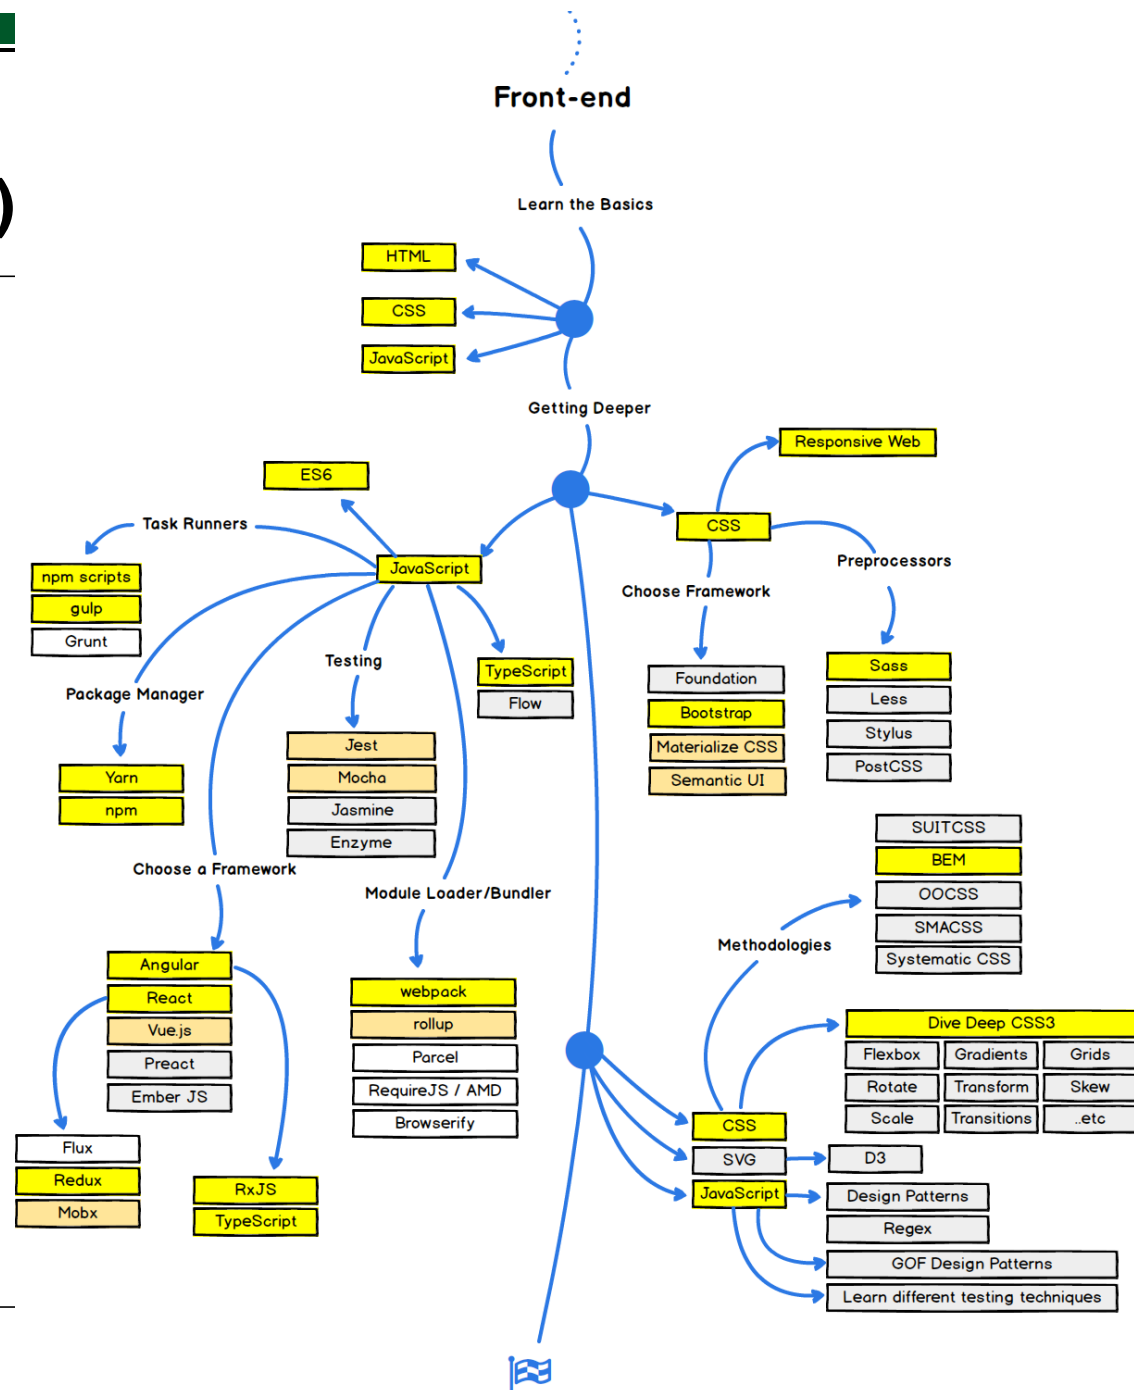 )
Front-end
Learn the Basics
HTML
CSS
JavaScript
Getting Deeper
Responsive Web
ES6
CSS
Task Runners
JavaScript
Preprocessors
npm scripts
gulp
Grunt
Choose Framework
Testing
TypeScript
Flow
Sass
Less
Stylus
PostCSS
Foundation
Bootstrap
Materialize CSS
Semantic UI
Package Manager
Yarn
npm
Jest
Mocha
Jasmine
Enzyme
SUITCSS
BEM
OOCSS
SMACSS
Systematic CSS
Choose a Framework
Module Loader/Bundler
Methodologies
Angular
React
Vue.js
Preact
Ember JS
webpack
rollup
Parcel
RequireJS / AMD
Browserify
Dive Deep CSS3
Flexbox Gradients Grids
Rotate Transform Skew
Scale Transitions ..etc
Flux
Redux
Mobx
RxJS
TypeScript
CSS
SVG
JavaScript
D3
Design Patterns
Regex
GOF Design Patterns
Learn different testing techniques